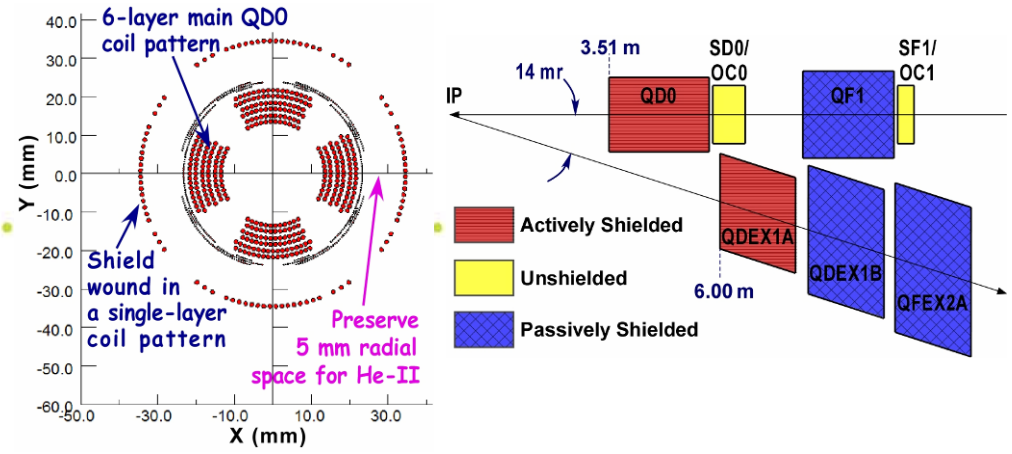 6-layer main QD0
coil pattern
40.0
30.0
20.0
10.0
0.0
-10.0
-20.0
-30.0
-40.0
-50.0
-60.0
Y (mm)
Shield
wound in
a single-layer
coil pattern
Preserve
5 mm radial
space for He-II
-50.0
-30.0
-10.0
10.0
30.0
X (mm)
3.51 m
SD0/
OC0
SF1/
OC1
14 mr
IP
QD0
QF1
Actively Shielded
QDEX1A
Unshielded
QDEX1B
6.00 m
QFEX2A
Passively Shielded